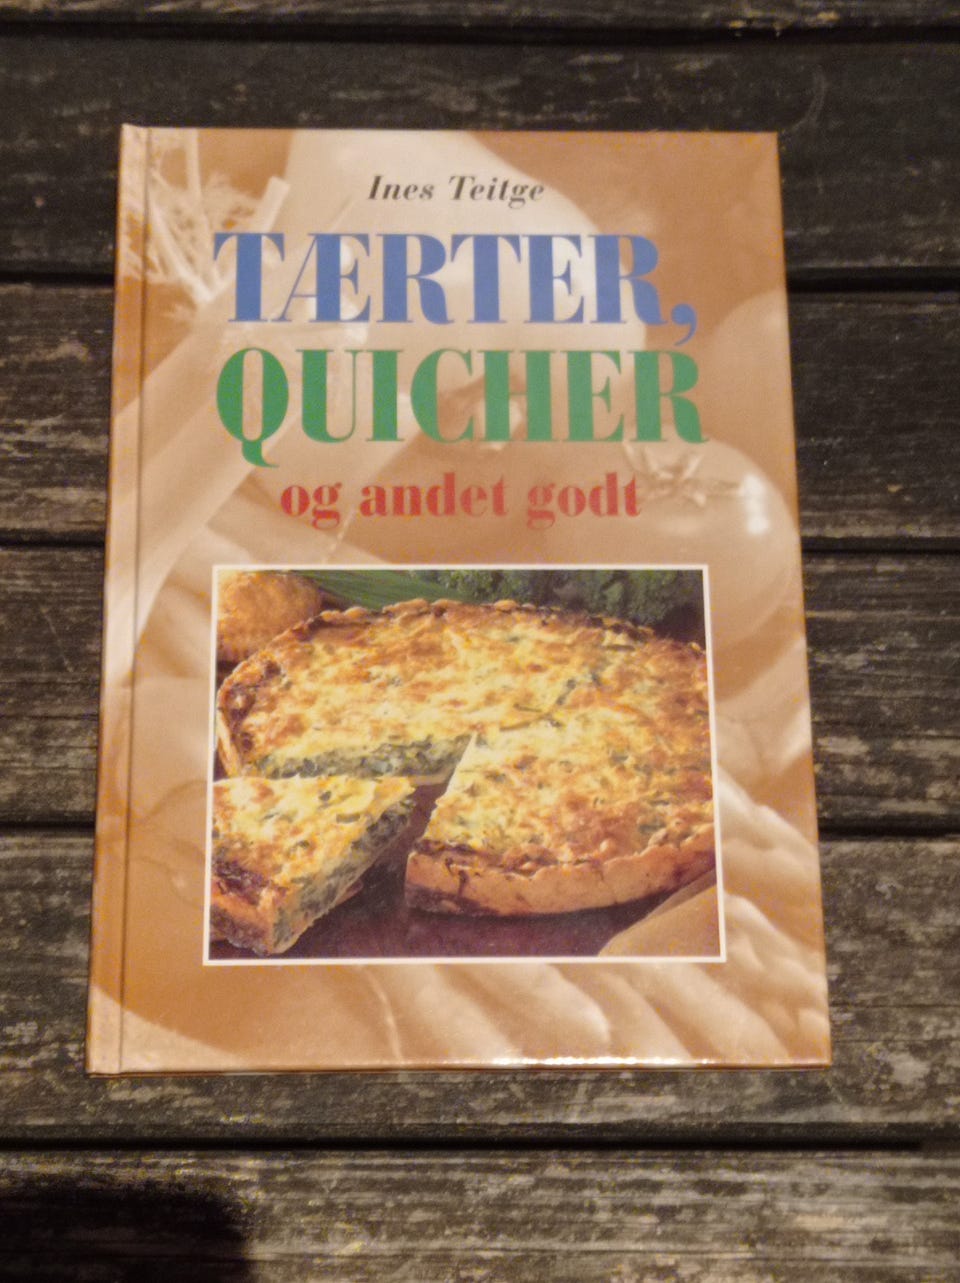 Ines Teitge
TÆRTER,
QUICHER
og andet godt